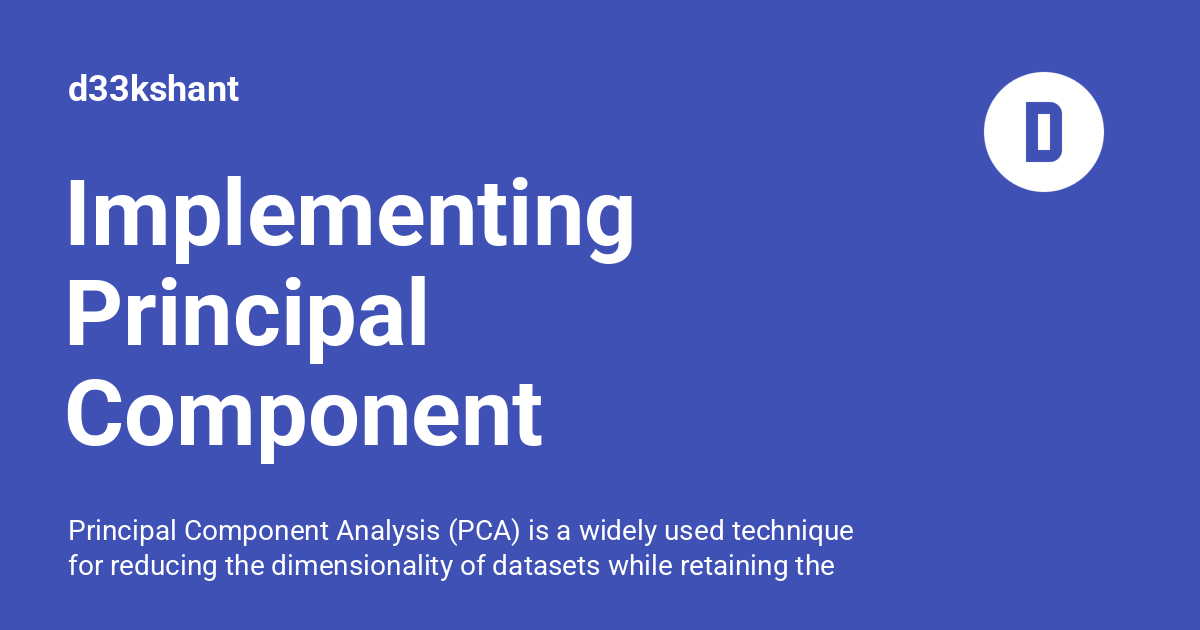 d33kshant
D
Implementing
Principal
Component
Principal Component Analysis (PCA) is a widely used technique
for reducing the dimensionality of datasets while retaining the